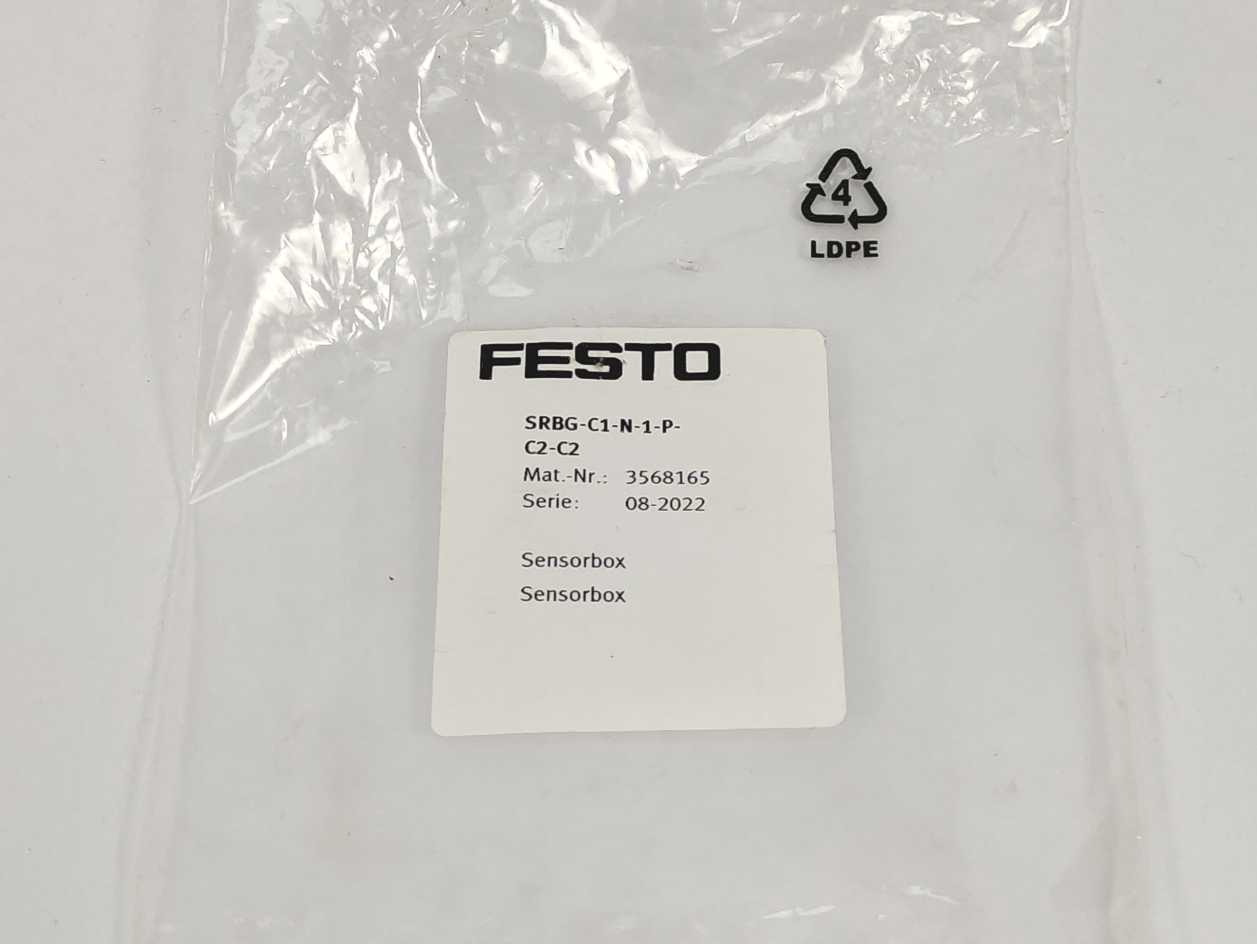 4
LDPE
FESTO
SRBG-C1-N-1-P-
C2-C2
Mat.-Nr.: 3568165
Serie: 08-2022
Sensorbox
Sensorbox